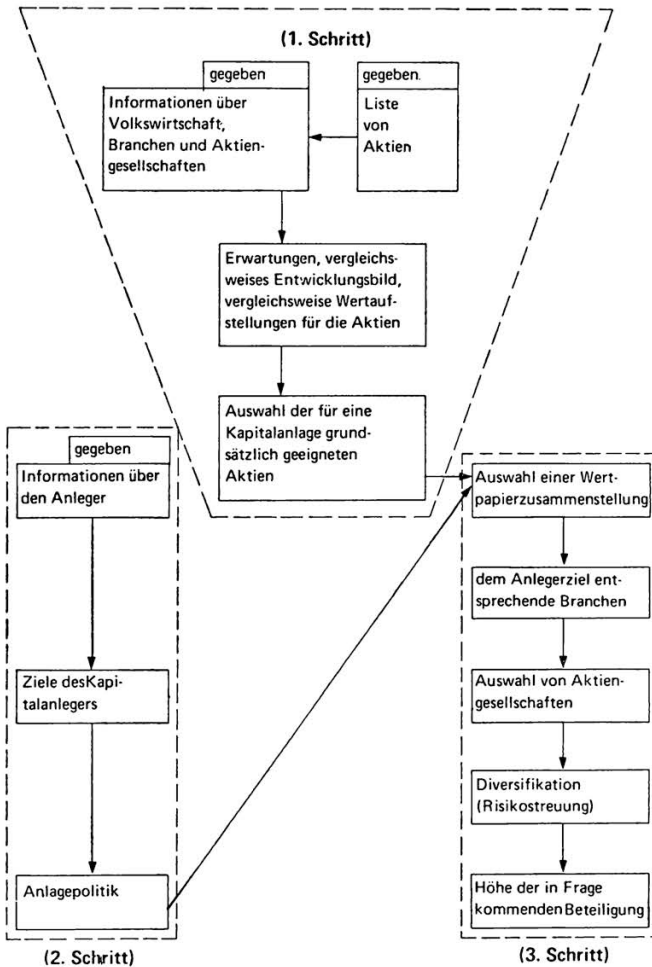 (1. Schritt)
gegeben
Informationen über
Volkswirtschaft,
Branchen und Aktien-
gesellschaften
gegeben.
Liste
von
Aktien
Erwartungen, vergleichs-
weises Entwicklungsbild,
vergleichsweise Wertauf-
stellungen für die Aktien
Auswahl der für eine
Kapitalanlage grund-
sätzlich geeigneten
Aktien
gegeben
Informationen über
den Anleger
Ziele desKapi-
talanlegers
Anlagepolitik
(2. Schritt)
Auswahl einer Wert-
papierzusammenstellung
dem Anlegerziel ent-
sprechende Branchen
Auswahl von Aktien-
gesellschaften
Diversifikation
(Risikostreuung)
Höhe der in Frage
kommenden Beteiligung
(3. Schritt)